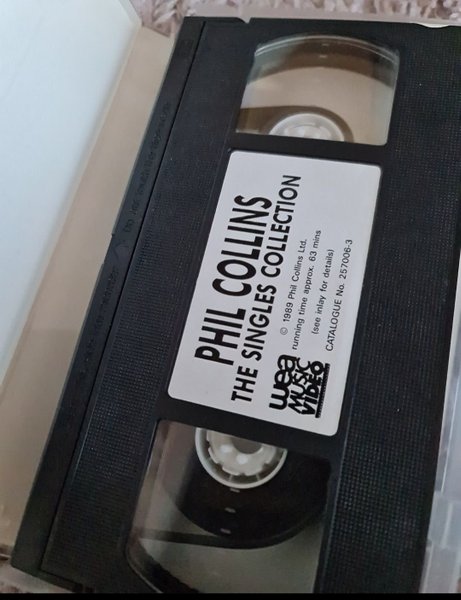 PHIL COLLINS
THE SINGLES COLLECTION
© 1989 Phil Collins Ltd.
running time approx. 63 mins
(see inlay for details)
CATALOGUE No. 257006-3
wea
MUSIC
VIDEO